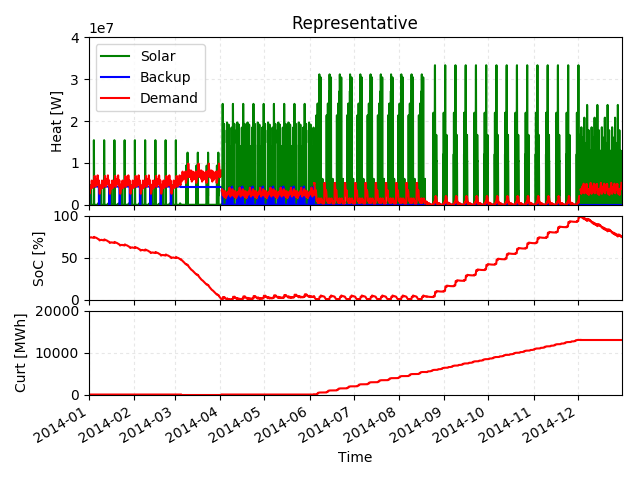 Representative
1e7
Heat [W]
4
3
2
1
0
Solar
Backup
Demand
SoC [%]
100
50
0
Curt [MWh]
20000
10000
0
2014-01 2014-02 2014-03 2014-04 2014-05 2014-06 2014-07 2014-08 2014-09 2014-10 2014-11 2014-12
Time